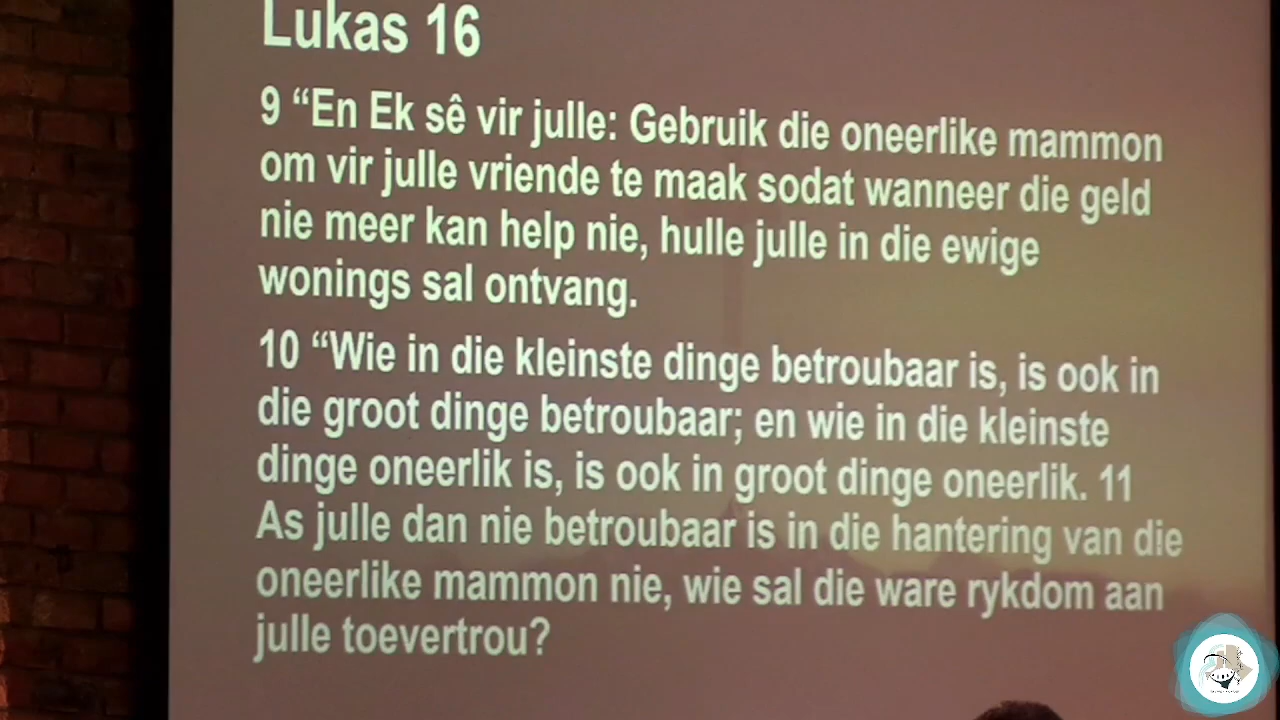 Lukas 16
9 “En Ek sê vir julle: Gebruik die oneerlike mammon
om vir julle vriende te maak sodat wanneer die geld
nie meer kan help nie, hulle julle in die ewige
wonings sal ontvang.
10 “Wie in die kleinste dinge betroubaar is, is ook in
die groot dinge betroubaar; en wie in die kleinste
dinge oneerlik is, is ook in groot dinge oneerlik. 11
As julle dan nie betroubaar is in die hantering van die
oneerlike mammon nie, wie sal die ware rykdom aan
julle toevertrou?